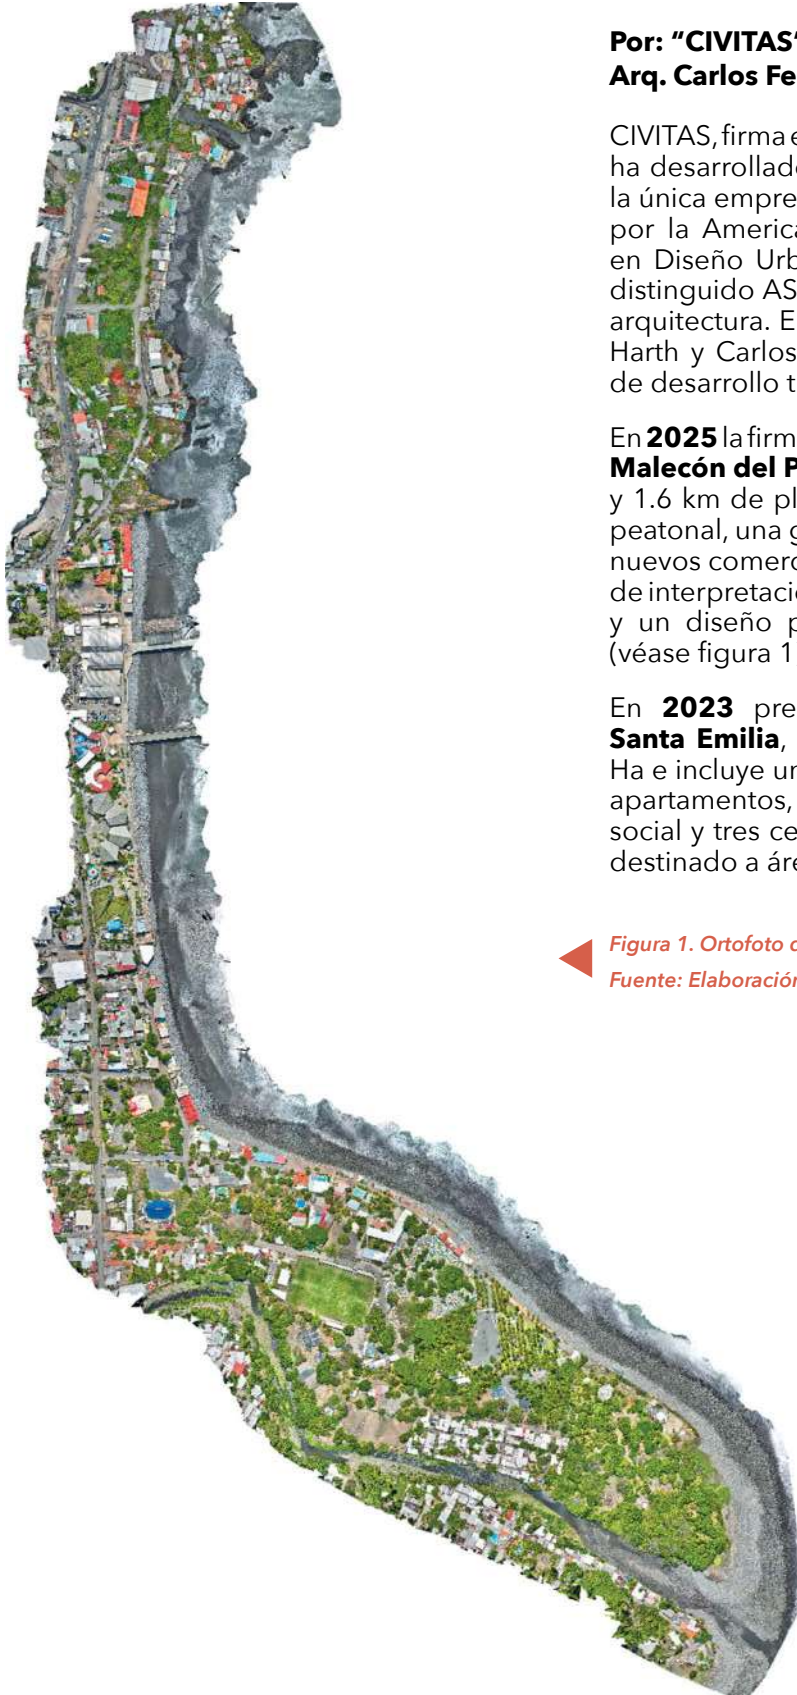 Por: “CIVITAS”
Arq. Carlos Fe
CIVITAS, firma e
ha desarrollado
la única empre
por la America
en Diseño Urb
distinguido AS
arquitectura. E
Harth y Carlos
de desarrollo t
En 2025 la firm
Malecón del P
y 1.6 km de pl
peatonal, una g
nuevos comerc
de interpretació
y un diseño p
(véase figura 1
En 2023 pre
Santa Emilia,
Ha e incluye un
apartamentos,
social y tres ce
destinado a áre
Figura 1. Ortofoto d
Fuente: Elaboración